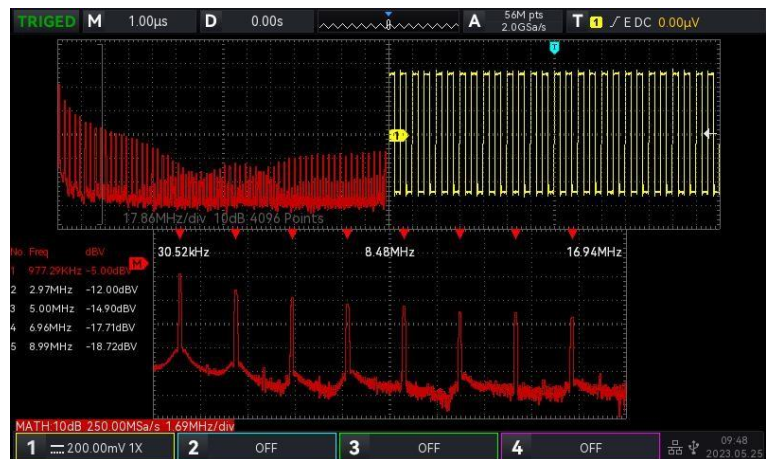 TRIGED M 1.00μs D 0.00s A 56M pts 2.0GSa/s T 1 E DC 0.00μV
T
1
17.86MHz/div 10dB 4096 Points
No Freq dBV
M
30.52kHz 8.48MHz 16.94MHz
1 977.29KHz -5.00dBV
2 2.97MHz -12.00dBV
3 5.00MHz -14.90dBV
4 6.96MHz -17.71dBV
5 8.99MHz -18.72dBV
MATH:10dB 250.00MSa/s 1.69MHz/div
1 200.00mV 1X 2 OFF 3 OFF 4 OFF 09:48
2023.05.25